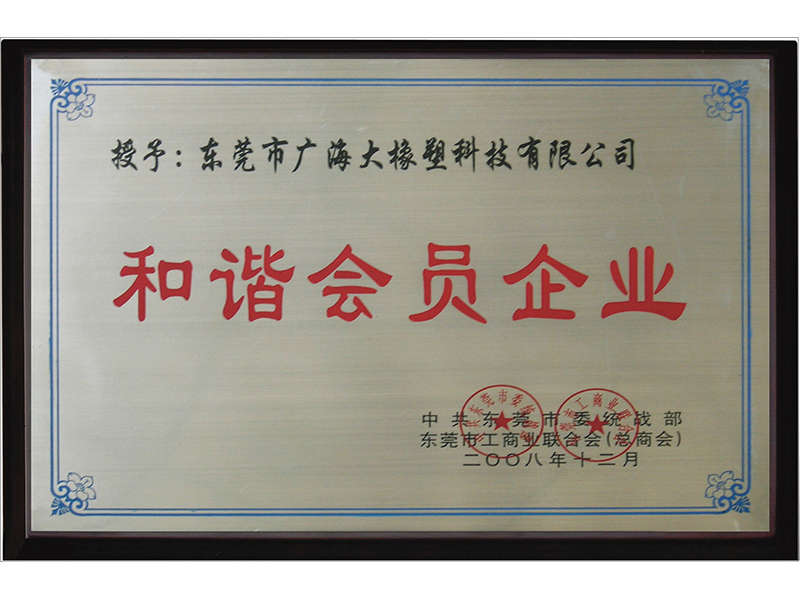 授予：东莞市广海大橡塑科技有限公司
和谐会员企业
中共东莞市委统战部
东莞市工商业联合会(总商会)
二〇〇八年十二月